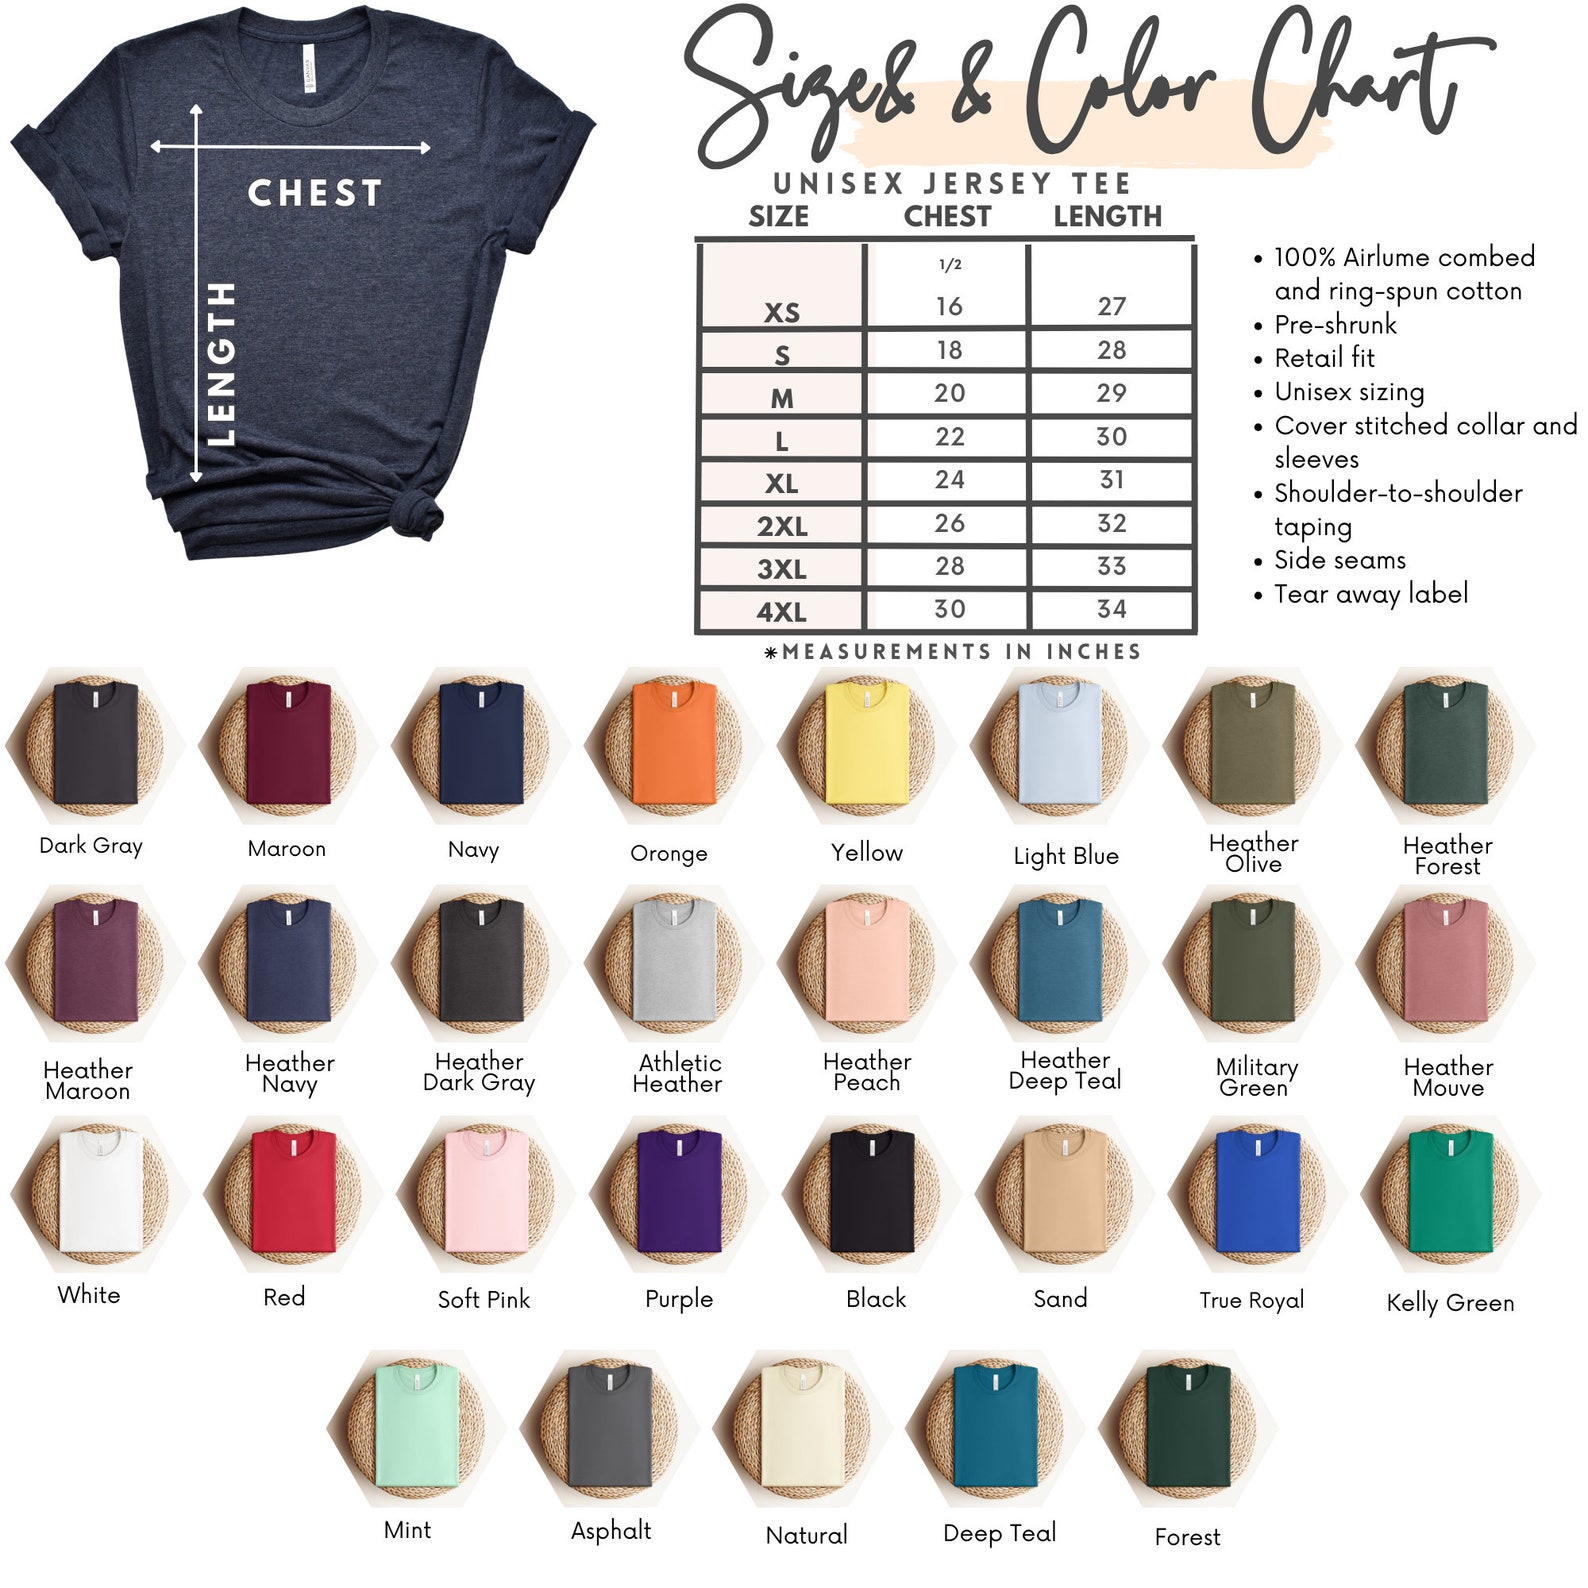 Sizes & Color Chart
UNISEX JERSEY TEE
SIZE CHEST LENGTH
1/2
XS 16 27
S 18 28
M 20 29
L 22 30
XL 24 31
2XL 26 32
3XL 28 33
4XL 30 34
*MEASUREMENTS IN INCHES
CHEST
LENGTH
• 100% Airlume combed
and ring-spun cotton
• Pre-shrunk
• Retail fit
• Unisex sizing
• Cover stitched collar and
sleeves
• Shoulder-to-shoulder
taping
• Side seams
• Tear away label
Dark Gray
Maroon
Navy
Oronge
Yellow
Light Blue
Heather
Olive
Heather
Forest
Heather
Maroon
Heather
Navy
Heather
Dark Gray
Athletic
Heather
Heather
Peach
Heather
Deep Teal
Military
Green
Heather
Mouve
White
Red
Soft Pink
Purple
Black
Sand
True Royal
Kelly Green
Mint
Asphalt
Natural
Deep Teal
Forest